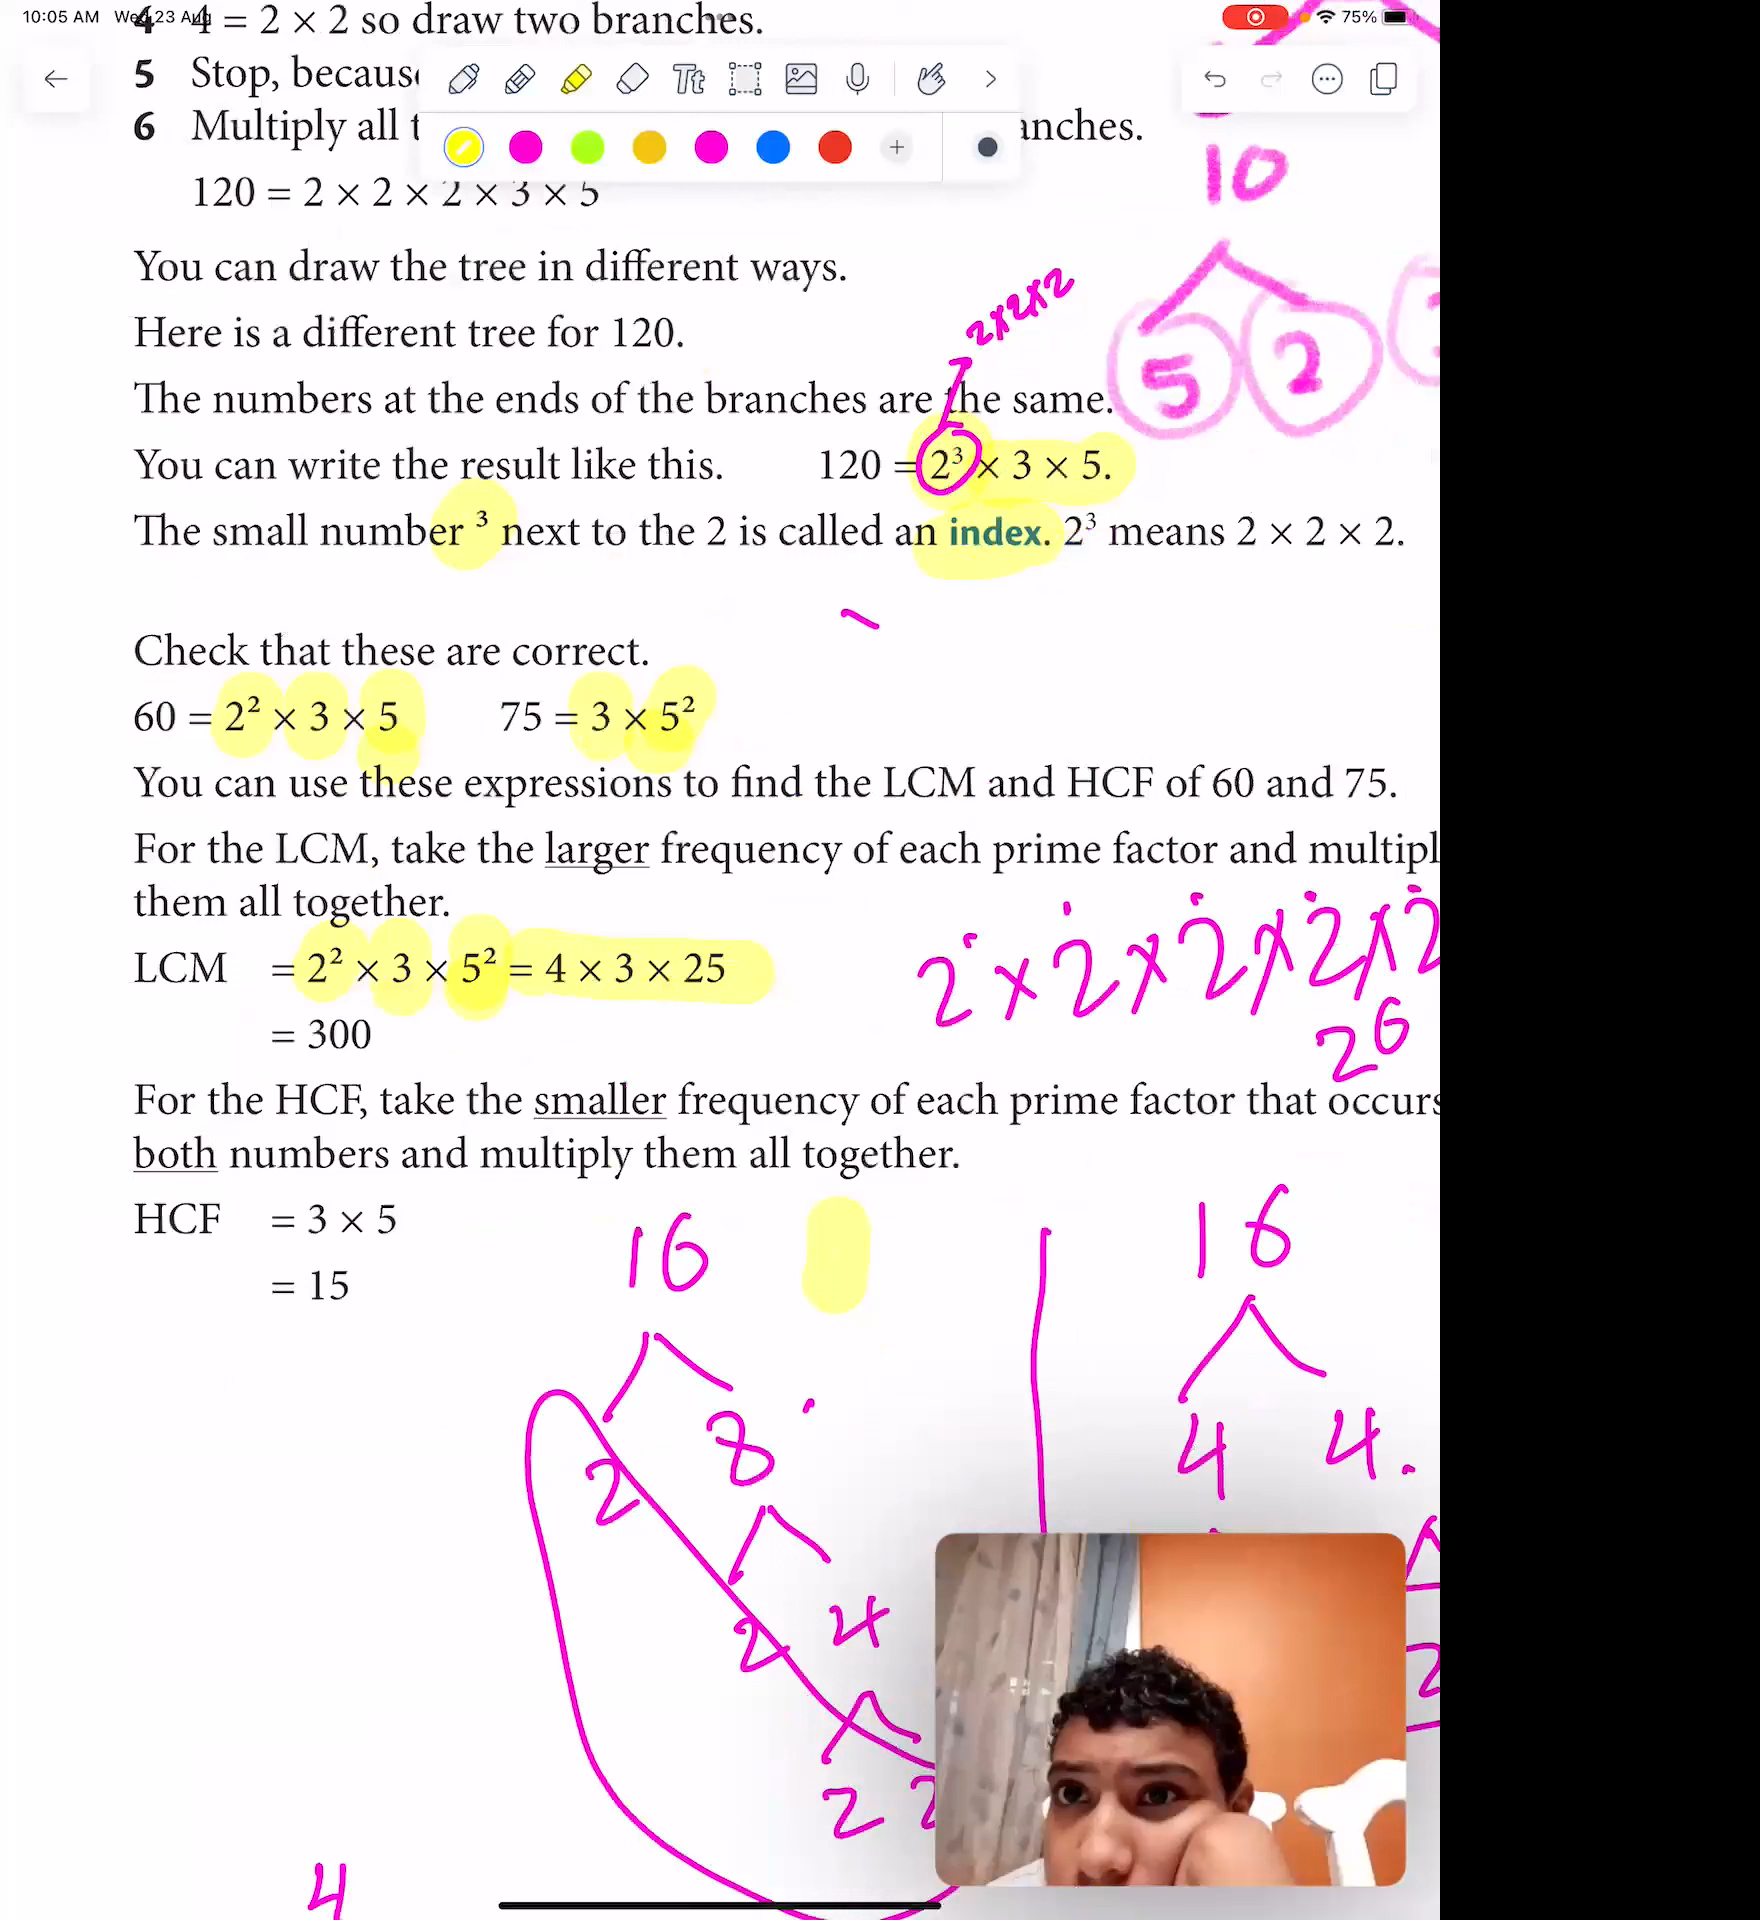 10:05 AM Wed 23 Aug
75%
4 4 = 2 × 2 so draw two branches.
5 Stop, because
Tt
6 Multiply all t anches.
120 = 2 × 2 × 2 × 3 × 5
10
You can draw the tree in different ways.
2×2×2
Here is a different tree for 120.
5 2
The numbers at the ends of the branches are the same.
You can write the result like this. 120 = 2³ × 3 × 5.
The small number ³ next to the 2 is called an index. 2³ means 2 × 2 × 2.
Check that these are correct.
60 = 2² × 3 × 5 75 = 3 × 5²
You can use these expressions to find the LCM and HCF of 60 and 75.
For the LCM, take the larger frequency of each prime factor and multipl
them all together.
2 × 2 × 2 × 2 × 2
LCM = 2² × 3 × 5² = 4 × 3 × 25
= 300
2⁶
For the HCF, take the smaller frequency of each prime factor that occurs
both numbers and multiply them all together.
HCF = 3 × 5
= 15
16 16
8 4 4
2
2 4
2
2 2
4